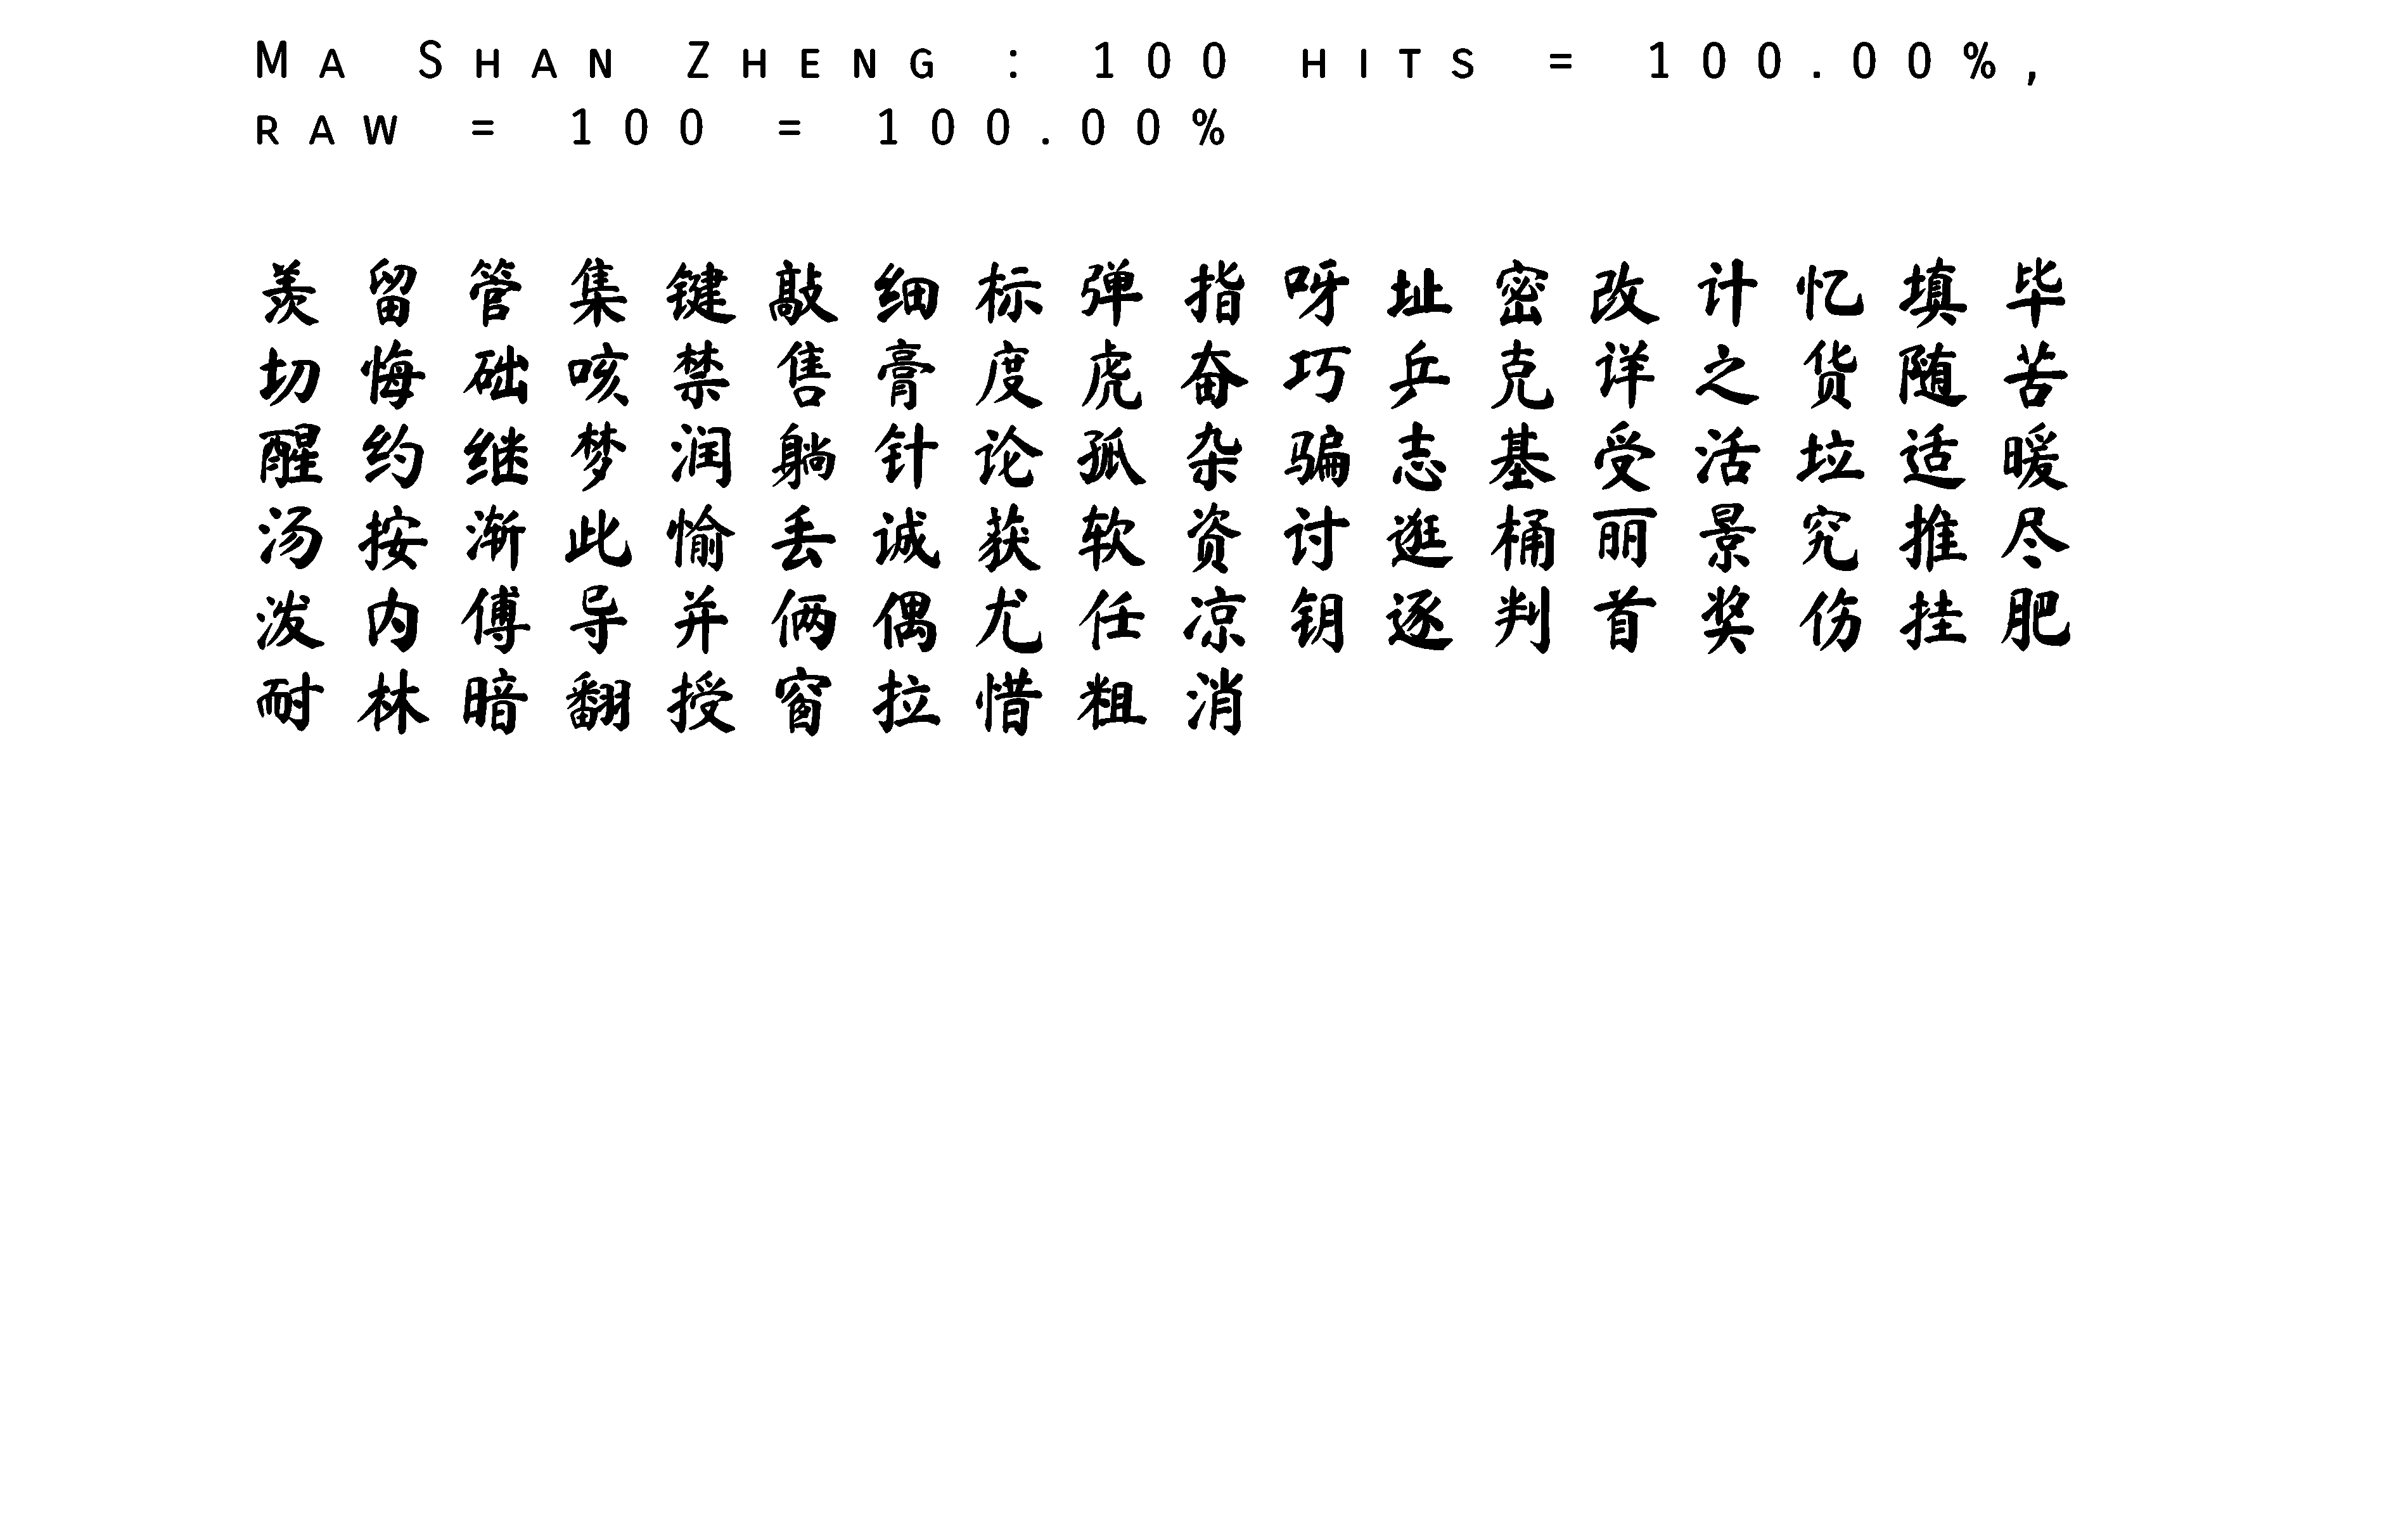 Ma Shan Zheng : 100 hits = 100.00%,
raw = 100 = 100.00%
羡留管集键敲细标弹指呀址密改计忆填毕
切悔础咳禁售膏度虎奋巧乒克详之货随苦
醒约继梦润躺针论孤杂骗志基受活垃适暖
汤按渐此愉丢诚获软资讨逛桶丽景究推尽
泼内傅导并俩偶尤任凉钥逐判首奖伤挂肥
耐林暗翻授窗拉惜粗消